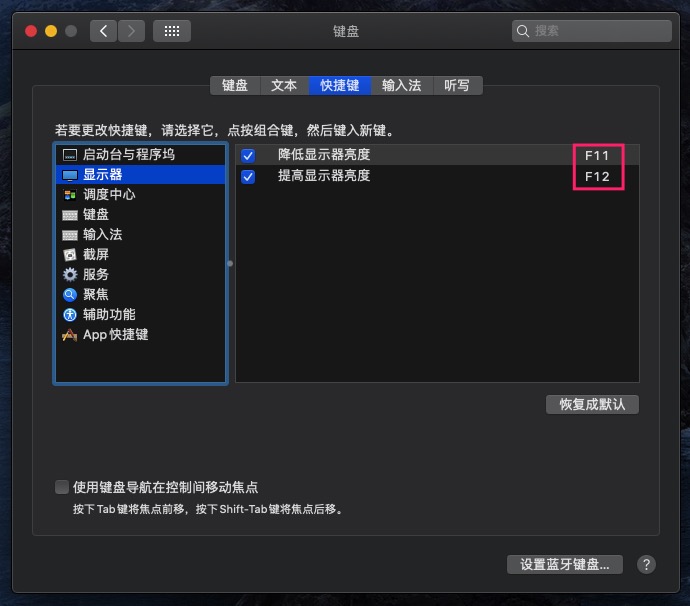 键盘
搜索
键盘 文本 快捷键 输入法 听写
若要更改快捷键，请选择它，点按组合键，然后键入新键。
启动台与程序坞
显示器
调度中心
键盘
输入法
截屏
服务
聚焦
辅助功能
App 快捷键
降低显示器亮度 F11
提高显示器亮度 F12
恢复成默认
使用键盘导航在控制间移动焦点
按下 Tab 键将焦点前移，按下 Shift-Tab 键将焦点后移。
设置蓝牙键盘... ?